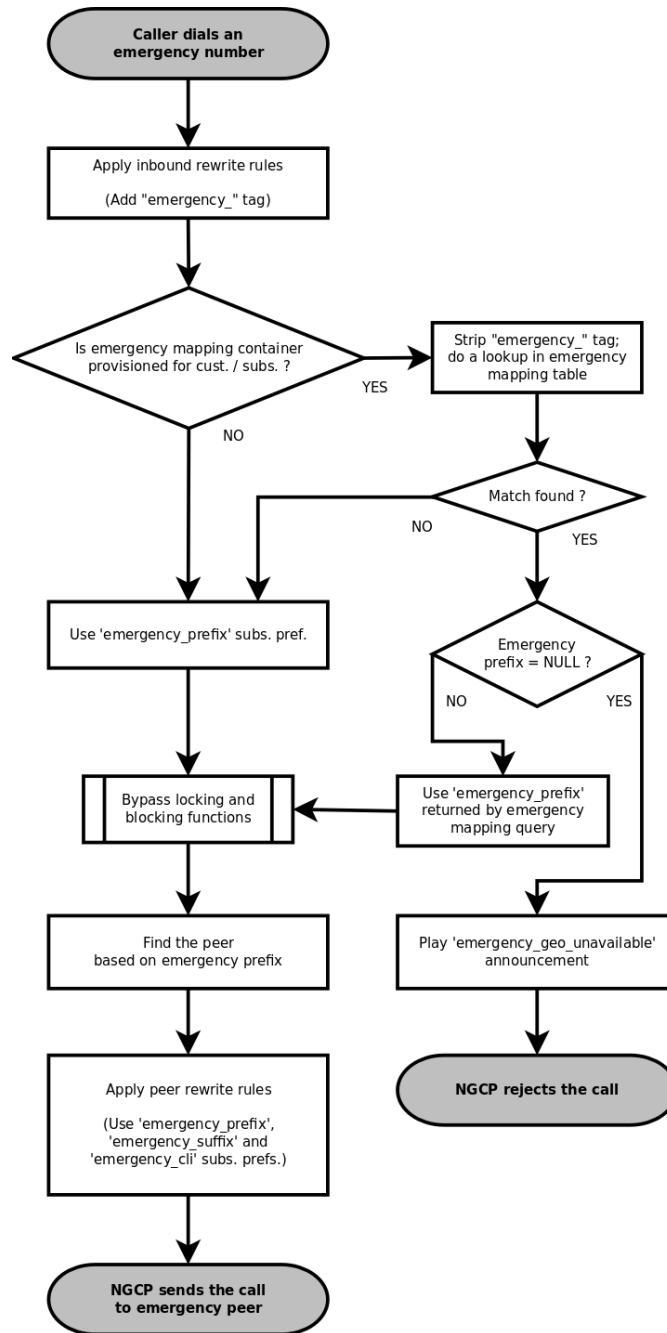 Caller dials an
emergency number
Apply inbound rewrite rules
(Add "emergency_" tag)
Is emergency mapping container
provisioned for cust. / subs. ?
YES
NO
Strip "emergency_" tag;
do a lookup in emergency
mapping table
Match found ?
NO
YES
Use 'emergency_prefix' subs. pref.
Emergency
prefix = NULL ?
NO
YES
Bypass locking and
blocking functions
Use 'emergency_prefix'
returned by emergency
mapping query
Find the peer
based on emergency prefix
Play 'emergency_geo_unavailable'
announcement
Apply peer rewrite rules
(Use 'emergency_prefix',
'emergency_suffix' and
'emergency_cli' subs. prefs.)
NGCP rejects the call
NGCP sends the call
to emergency peer